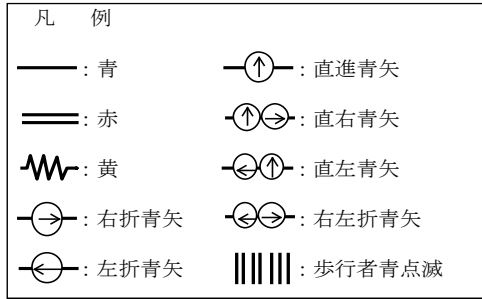 凡 例
：青 ：直進青矢
：赤 ：直右青矢
：黄 ：直左青矢
：右折青矢 ：右左折青矢
：左折青矢 ：歩行者青点滅